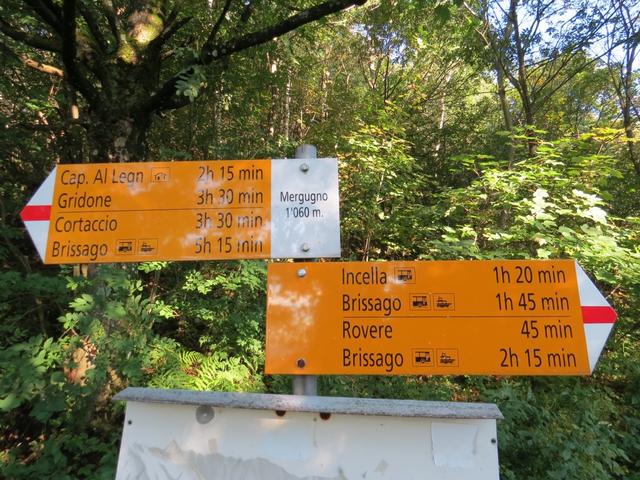 Cap. Al Legn 2h 15 min
Gridone 3h 30 min
Cortaccio 3h 30 min
Brissago 5h 15 min
Mergugno
1'060 m.
Incella 1h 20 min
Brissago 1h 45 min
Rovere 45 min
Brissago 2h 15 min